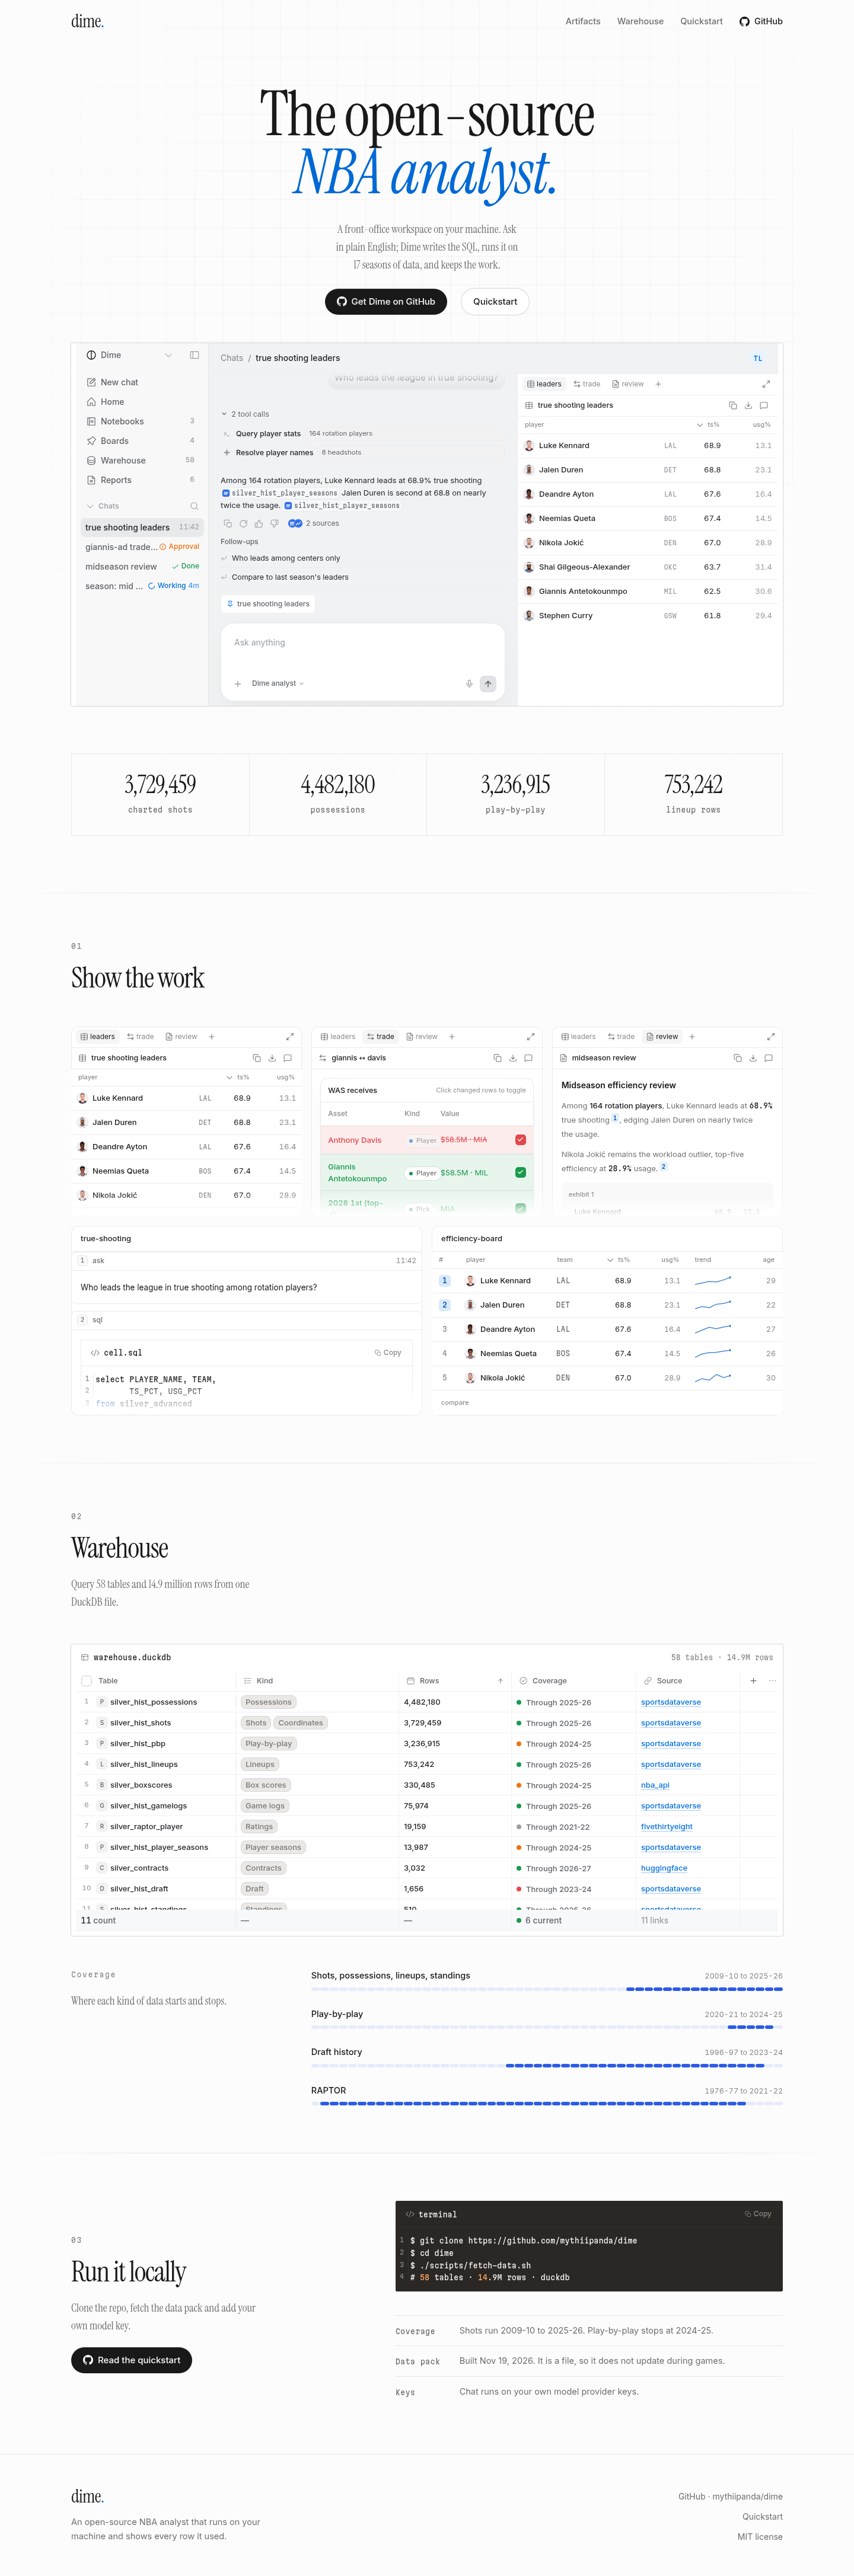 dime.
Artifacts Warehouse Quickstart GitHub
The open-source
NBA analyst.
A front-office workspace on your machine. Ask
in plain English; Dime writes the SQL, runs it on
17 seasons of data, and keeps the work.
Get Dime on GitHub Quickstart
Dime
New chat
Home
Notebooks 3
Boards 4
Warehouse 58
Reports 6
Chats
true shooting leaders 11:42
giannis-ad trade... Approval
midseason review Done
season: mid ... Working 4m
Chats / true shooting leaders TL
Who leads the league in true shooting?
2 tool calls
Query player stats 164 rotation players
Resolve player names 8 headshots
Among 164 rotation players, Luke Kennard leads at 68.9% true shooting
silver_hist_player_seasons Jalen Duren is second at 68.8 on nearly
twice the usage. silver_hist_player_seasons
2 sources
Follow-ups
Who leads among centers only
Compare to last season's leaders
true shooting leaders
Ask anything
Dime analyst
leaders trade review
true shooting leaders
player ts% usg%
Luke Kennard LAL 68.9 13.1
Jalen Duren DET 68.8 23.1
Deandre Ayton LAL 67.6 16.4
Neemias Queta BOS 67.4 14.5
Nikola Jokić DEN 67.0 28.9
Shai Gilgeous-Alexander OKC 63.7 31.4
Giannis Antetokounmpo MIL 62.5 30.6
Stephen Curry GSW 61.8 29.4
3,729,459 4,482,180 3,236,915 753,242
charted shots possessions play-by-play lineup rows
01
Show the work
leaders trade review
true shooting leaders
player ts% usg%
Luke Kennard LAL 68.9 13.1
Jalen Duren DET 68.8 23.1
Deandre Ayton LAL 67.6 16.4
Neemias Queta BOS 67.4 14.5
Nikola Jokić DEN 67.0 28.9
leaders trade review
giannis ↔ davis
WAS receives Click changed rows to toggle
Asset Kind Value
Anthony Davis Player $58.5M · MIA
Giannis
Antetokounmpo Player $58.5M · MIL
2028 1st (top-
Pick MIA
leaders trade review
midseason review
Midseason efficiency review
Among 164 rotation players, Luke Kennard leads at 68.9%
true shooting 1, edging Jalen Duren on nearly twice
the usage.
Nikola Jokić remains the workload outlier, top-five
efficiency at 28.9% usage. 2
exhibit 1
Luke Kennard 68.9 13.1
true-shooting
1 ask 11:42
Who leads the league in true shooting among rotation players?
2 sql
cell.sql Copy
1 select PLAYER_NAME, TEAM,
2 TS_PCT, USG_PCT
3 from silver_advanced
efficiency-board
# player team ts% usg% trend age
1 Luke Kennard LAL 68.9 13.1 29
2 Jalen Duren DET 68.8 23.1 22
3 Deandre Ayton LAL 67.6 16.4 27
4 Neemias Queta BOS 67.4 14.5 26
5 Nikola Jokić DEN 67.0 28.9 30
compare
02
Warehouse
Query 58 tables and 14.9 million rows from one
DuckDB file.
warehouse.duckdb 58 tables · 14.9M rows
Table Kind Rows Coverage Source
1 P silver_hist_possessions Possessions 4,482,180 Through 2025-26 sportsdataverse
2 S silver_hist_shots Shots Coordinates 3,729,459 Through 2025-26 sportsdataverse
3 P silver_hist_pbp Play-by-play 3,236,915 Through 2024-25 sportsdataverse
4 L silver_hist_lineups Lineups 753,242 Through 2025-26 sportsdataverse
5 B silver_boxscores Box scores 330,485 Through 2024-25 nba_api
6 G silver_hist_gamelogs Game logs 75,974 Through 2025-26 sportsdataverse
7 R silver_raptor_player Ratings 19,159 Through 2021-22 fivethirtyeight
8 P silver_hist_player_seasons Player seasons 13,987 Through 2024-25 sportsdataverse
9 C silver_contracts Contracts 3,032 Through 2026-27 huggingface
10 D silver_hist_draft Draft 1,656 Through 2023-24 sportsdataverse
11 S silver_hist_standings Standings 510 Through 2025-26 sportsdataverse
11 count — — 6 current 11 links
Coverage
Where each kind of data starts and stops.
Shots, possessions, lineups, standings 2009-10 to 2025-26
Play-by-play 2020-21 to 2024-25
Draft history 1996-97 to 2023-24
RAPTOR 1976-77 to 2021-22
03
Run it locally
Clone the repo, fetch the data pack and add your
own model key.
Read the quickstart
terminal Copy
1 $ git clone https://github.com/mythiipanda/dime
2 $ cd dime
3 $ ./scripts/fetch-data.sh
4 # 58 tables · 14.9M rows · duckdb
Coverage Shots run 2009-10 to 2025-26. Play-by-play stops at 2024-25.
Data pack Built Nov 19, 2026. It is a file, so it does not update during games.
Keys Chat runs on your own model provider keys.
dime.
An open-source NBA analyst that runs on your
machine and shows every row it used.
GitHub · mythiipanda/dime
Quickstart
MIT license